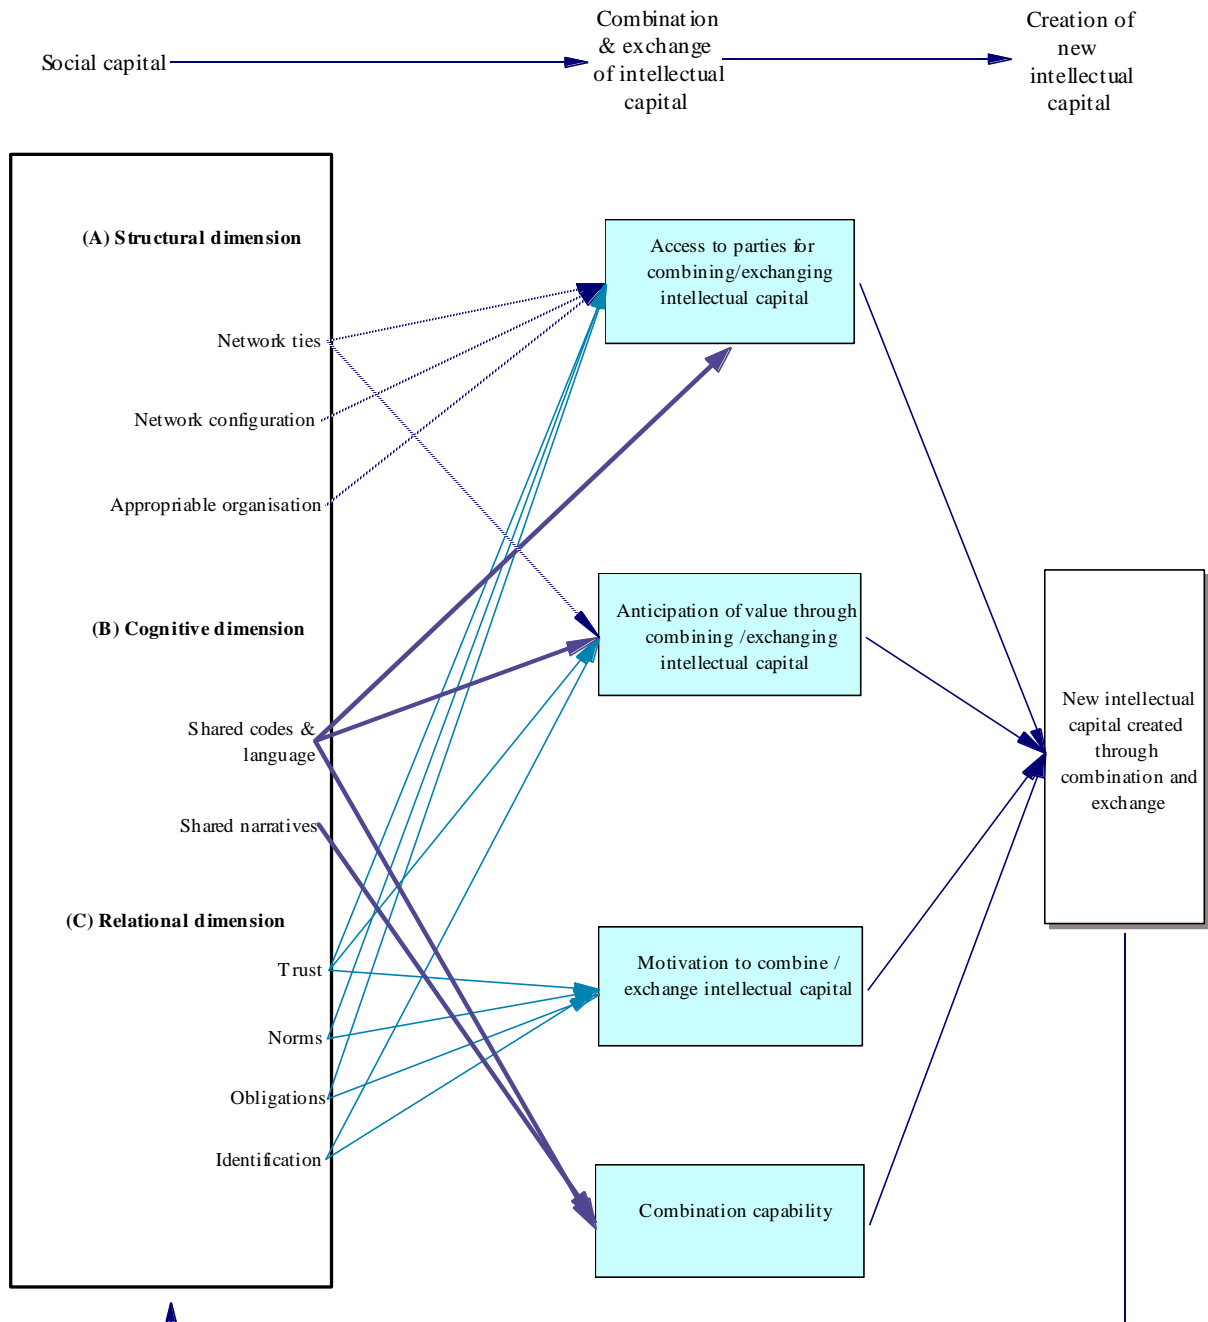 Social capital
Combination
& exchange
of intellectual
capital
Creation of
new
intellectual
capital
(A) Structural dimension
Network ties
Network configuration
Appropriable organisation
(B) Cognitive dimension
Shared codes &
language
Shared narratives
(C) Relational dimension
Trust
Norms
Obligations
Identification
Access to parties for
combining/exchanging
intellectual capital
Anticipation of value through
combining /exchanging
intellectual capital
Motivation to combine /
exchange intellectual capital
Combination capability
New intellectual
capital created
through
combination and
exchange